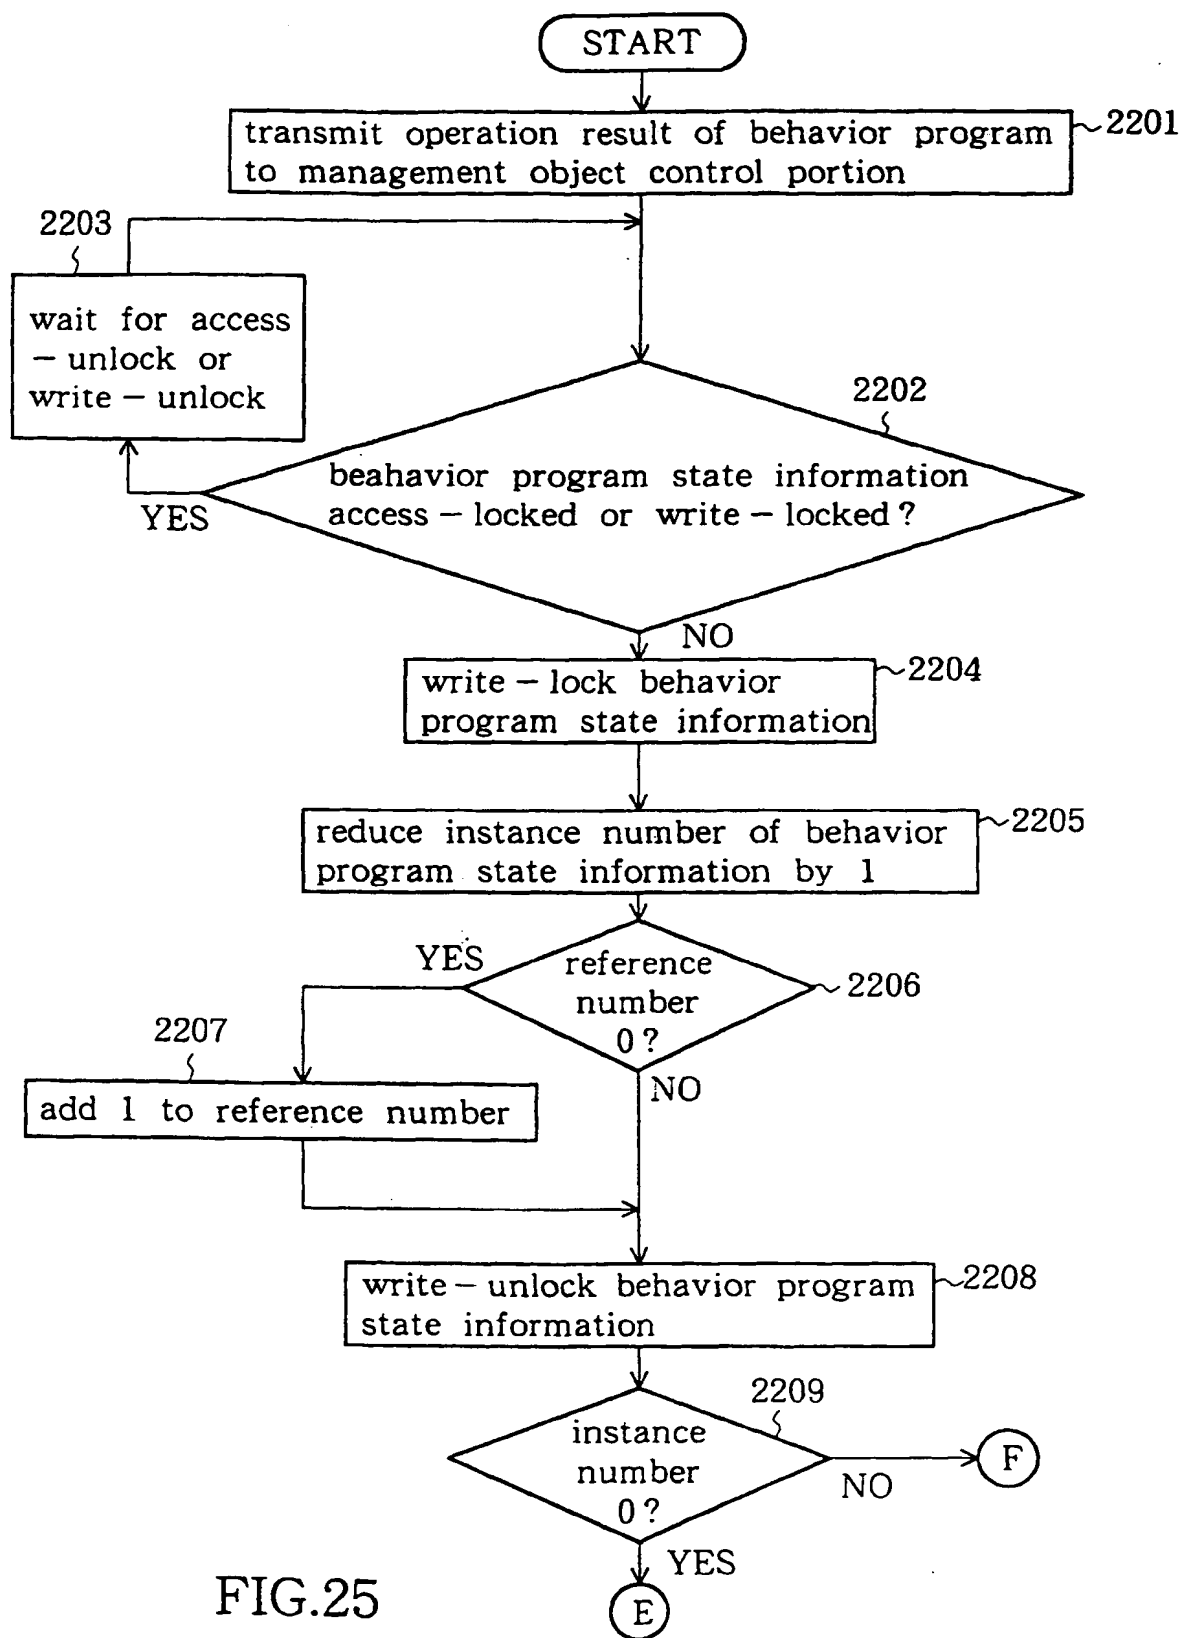 START
transmit operation result of behavior program
to management object control portion
2201
2203
wait for access
– unlock or
write – unlock
2202
beahavior program state information
access – locked or write – locked ?
YES
NO
write – lock behavior
program state information
2204
reduce instance number of behavior
program state information by 1
2205
YES
reference
number
0 ?
2206
2207
NO
add 1 to reference number
write – unlock behavior program
state information
2208
2209
instance
number
0 ?
NO
F
YES
E
FIG.25